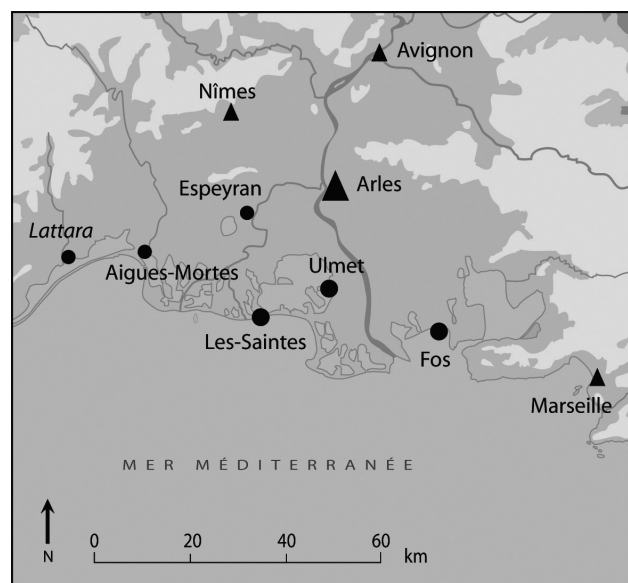 Avignon
Nîmes
Espeyran
Arles
Lattara
Aigues-Mortes
Ulmet
Les-Saintes
Fos
Marseille
MER MÉDITERRANÉE
N
0 20 40 60 km